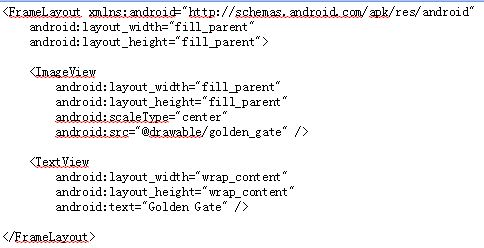 <FrameLayout xmlns:android="http://schemas.android.com/apk/res/android"
    android:layout_width="fill_parent"
    android:layout_height="fill_parent">

    <ImageView
        android:layout_width="fill_parent"
        android:layout_height="fill_parent"
        android:scaleType="center"
        android:src="@drawable/golden_gate" />

    <TextView
        android:layout_width="wrap_content"
        android:layout_height="wrap_content"
        android:text="Golden Gate" />

</FrameLayout>